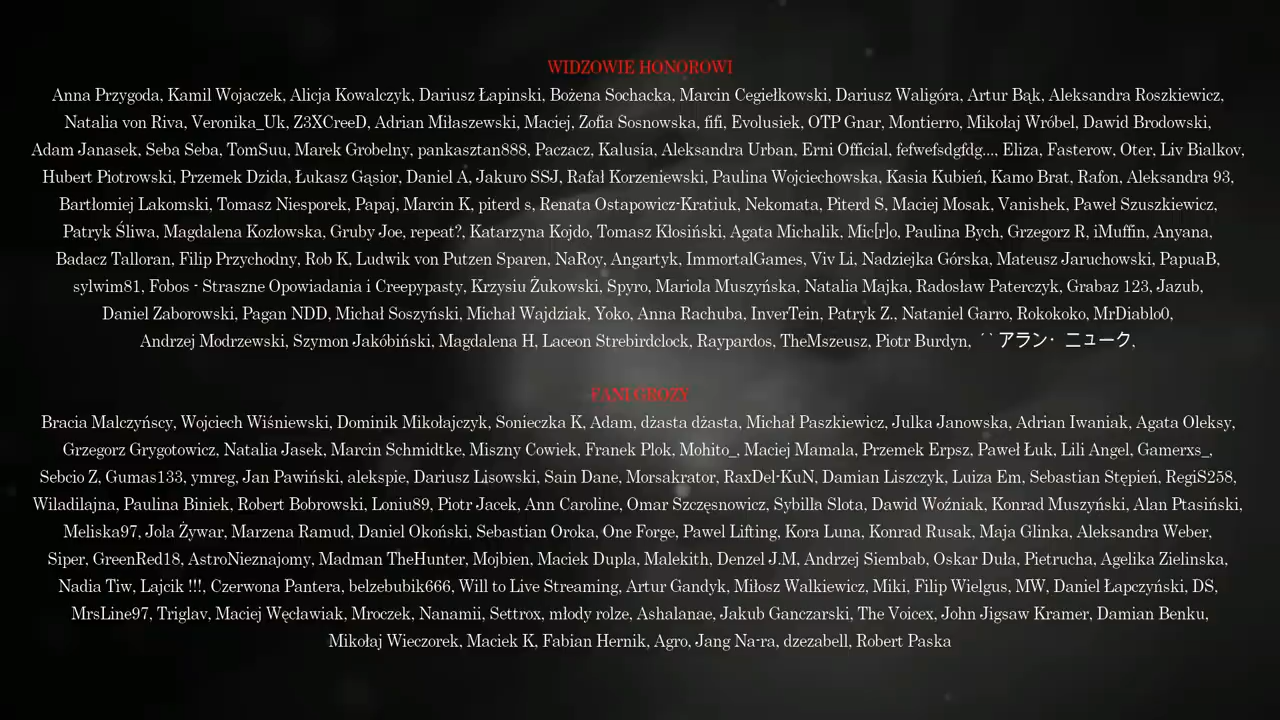 WIDZOWIE HONOROWI
Anna Przygoda, Kamil Wojaczek, Alicja Kowalczyk, Dariusz Łapinski, Bożena Sochacka, Marcin Cegiełkowski, Dariusz Waligóra, Artur Bąk, Aleksandra Roszkiewicz,
Natalia von Riva, Veronika_Uk, Z3XCreeD, Adrian Miłaszewski, Maciej, Zofia Sosnowska, fifi, Evolusiek, OTP Gnar, Montierro, Mikołaj Wróbel, Dawid Brodowski,
Adam Janasek, Seba Seba, TomSuu, Marek Grobelny, pankasztan888, Paczacz, Kalusia, Aleksandra Urban, Erni Official, fefwefsdgfdg..., Eliza, Fasterow, Oter, Liv Bialkov,
Hubert Piotrowski, Przemek Dzida, Łukasz Gąsior, Daniel A, Jakuro SSJ, Rafał Korzeniewski, Paulina Wojciechowska, Kasia Kubień, Kamo Brat, Rafon, Aleksandra 93,
Bartłomiej Lakomski, Tomasz Niesporek, Papaj, Marcin K, piterd s, Renata Ostapowicz-Kratiuk, Nekomata, Piterd S, Maciej Mosak, Vanishek, Paweł Szuszkiewicz,
Patryk Śliwa, Magdalena Kozłowska, Gruby Joe, repeat?, Katarzyna Kojdo, Tomasz Kłosiński, Agata Michalik, Mic[r]o, Paulina Bych, Grzegorz R, iMuffin, Anyana,
Badacz Talloran, Filip Przychodny, Rob K, Ludwik von Putzen Sparen, NaRoy, Angartyk, ImmortalGames, Viv Li, Nadziejka Górska, Mateusz Jaruchowski, PapuaB,
sylwim81, Fobos - Straszne Opowiadania i Creepypasty, Krzysiu Żukowski, Spyro, Mariola Muszyńska, Natalia Majka, Radosław Paterczyk, Grabaz 123, Jazub,
Daniel Zaborowski, Pagan NDD, Michał Soszyński, Michał Wajdziak, Yoko, Anna Rachuba, InverTein, Patryk Z., Nataniel Garro, Rokokoko, MrDiablo0,
Andrzej Modrzewski, Szymon Jakóbiński, Magdalena H, Laceon Strebirdclock, Raypardos, TheMszeusz, Piotr Burdyn, ´｀アラン・ニューク,
FANI GROZY
Bracia Malczyńscy, Wojciech Wiśniewski, Dominik Mikołajczyk, Sonieczka K, Adam, dżasta dżasta, Michał Paszkiewicz, Julka Janowska, Adrian Iwaniak, Agata Oleksy,
Grzegorz Grygotowicz, Natalia Jasek, Marcin Schmidtke, Miszny Cowiek, Franek Plok, Mohito_, Maciej Mamala, Przemek Erpsz, Paweł Łuk, Lili Angel, Gamerxs_,
Sebcio Z, Gumas133, ymreg, Jan Pawiński, alekspie, Dariusz Lisowski, Sain Dane, Morsakrator, RaxDel-KuN, Damian Liszczyk, Luiza Em, Sebastian Stępień, RegiS258,
Wiladilajna, Paulina Biniek, Robert Bobrowski, Loniu89, Piotr Jacek, Ann Caroline, Omar Szczęsnowicz, Sybilla Slota, Dawid Woźniak, Konrad Muszyński, Alan Ptasiński,
Meliska97, Jola Żywar, Marzena Ramud, Daniel Okoński, Sebastian Oroka, One Forge, Pawel Lifting, Kora Luna, Konrad Rusak, Maja Glinka, Aleksandra Weber,
Siper, GreenRed18, AstroNieznajomy, Madman TheHunter, Mojbien, Maciek Dupla, Malekith, Denzel J.M, Andrzej Siembab, Oskar Duła, Pietrucha, Agelika Zielinska,
Nadia Tiw, Lajcik !!!, Czerwona Pantera, belzebubik666, Will to Live Streaming, Artur Gandyk, Miłosz Walkiewicz, Miki, Filip Wielgus, MW, Daniel Łapczyński, DS,
MrsLine97, Triglav, Maciej Węcławiak, Mroczek, Nanamii, Settrox, młody rolze, Ashalanae, Jakub Ganczarski, The Voicex, John Jigsaw Kramer, Damian Benku,
Mikołaj Wieczorek, Maciek K, Fabian Hernik, Agro, Jang Na-ra, dzezabell, Robert Paska